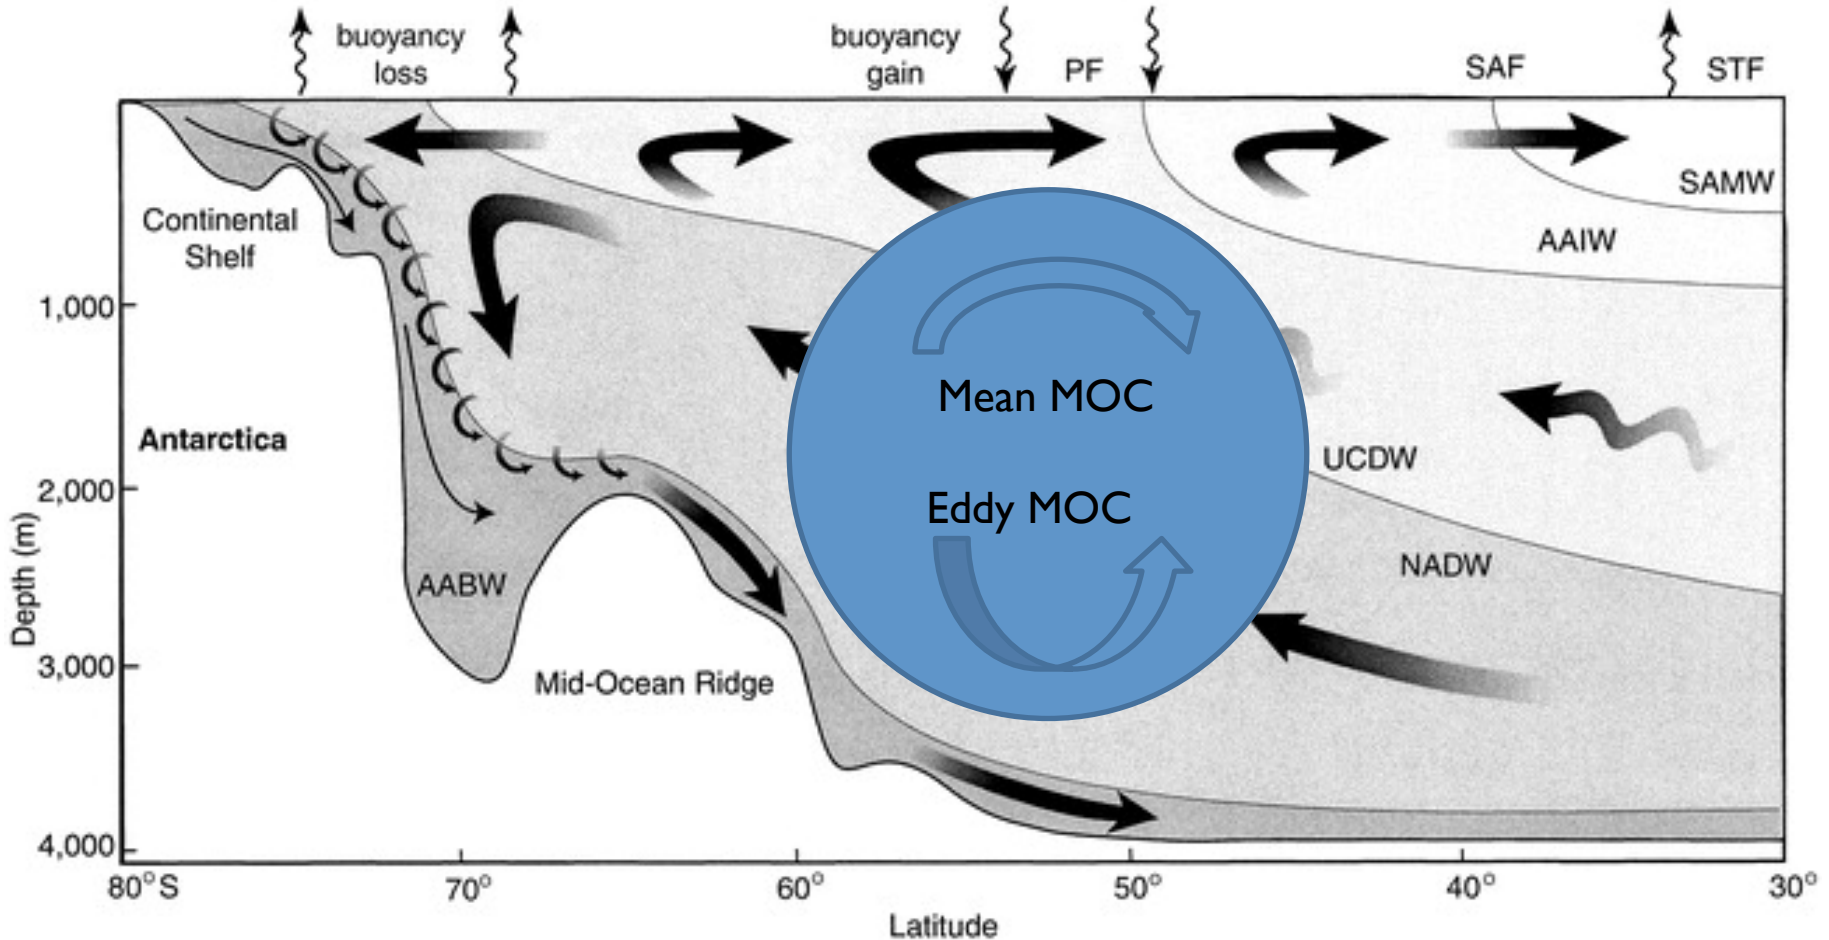 buoyancy
loss
buoyancy
gain
PF
SAF
STF
SAMW
Continental
Shelf
AAIW
1,000
Mean MOC
Antarctica
UCDW
2,000
Eddy MOC
Depth (m)
AABW
NADW
3,000
Mid-Ocean Ridge
4,000
80°S
70°
60°
50°
40°
30°
Latitude